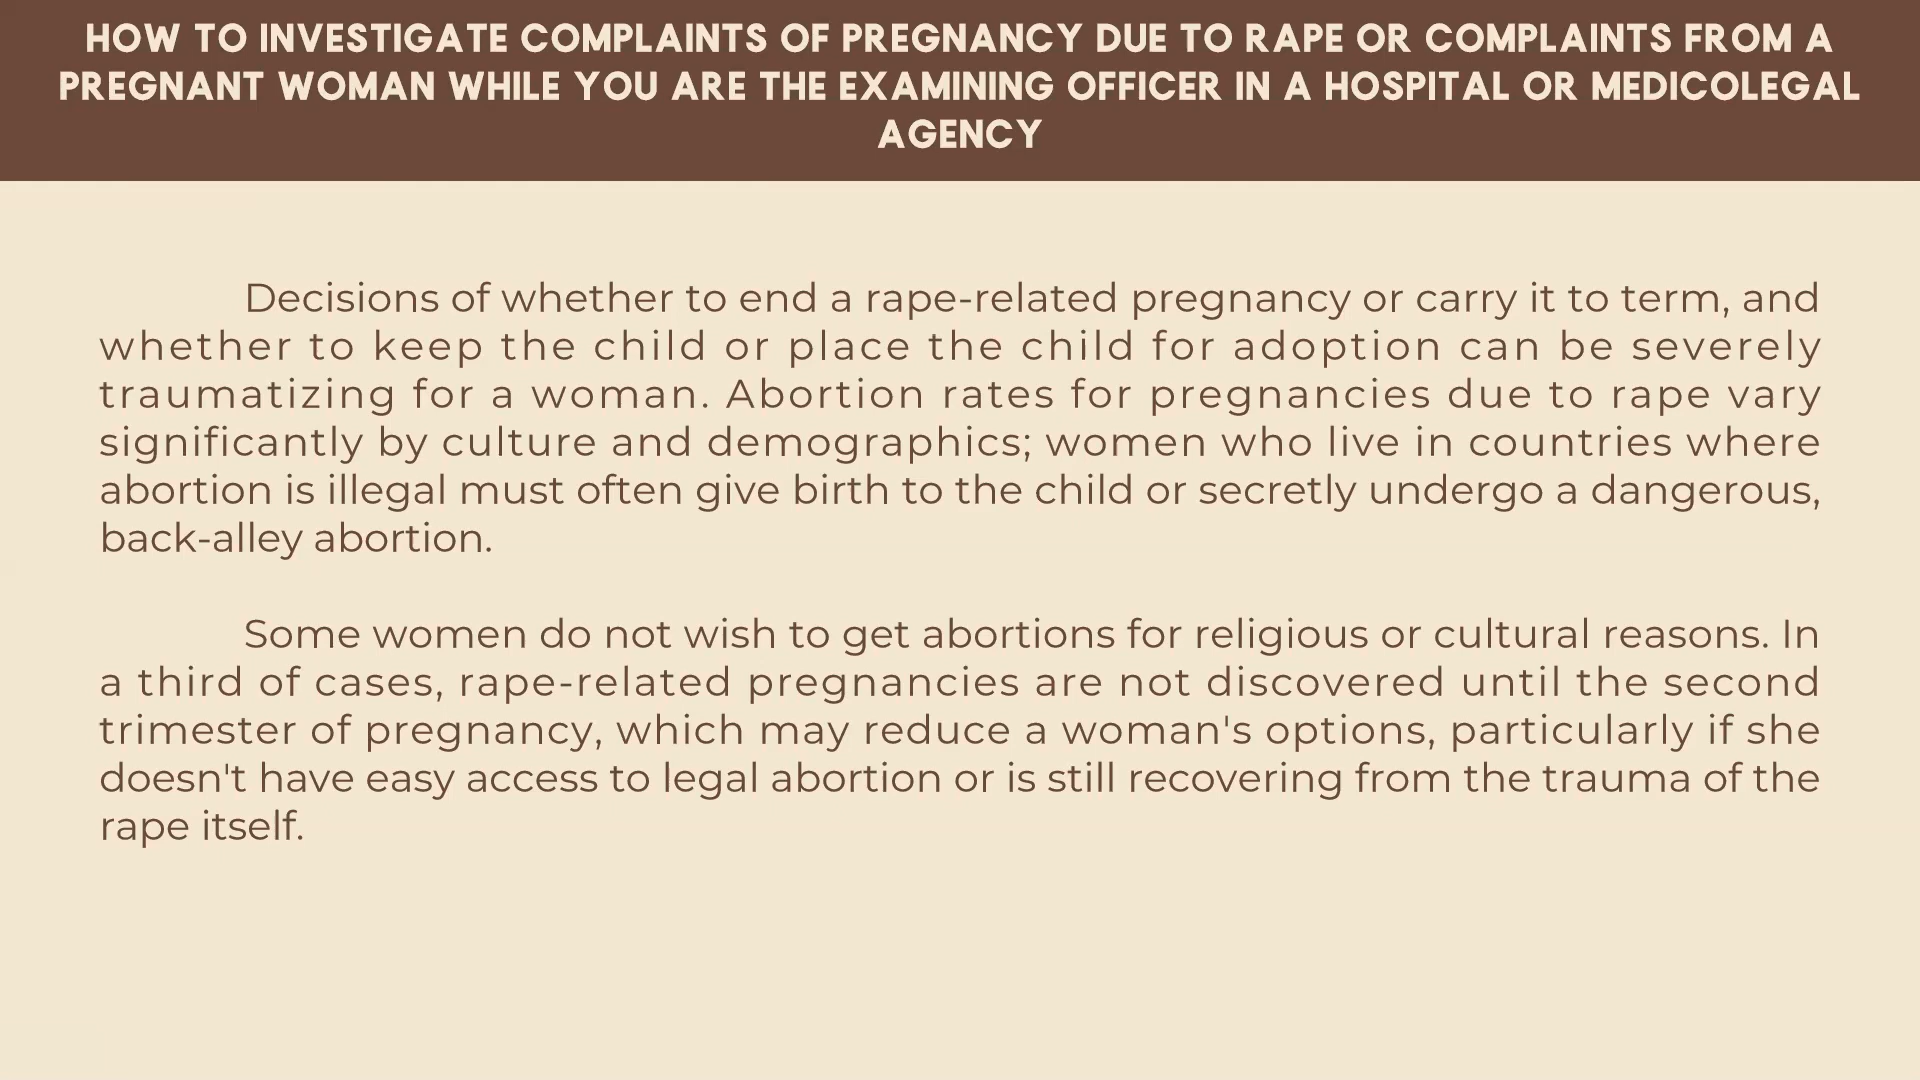 HOW TO INVESTIGATE COMPLAINTS OF PREGNANCY DUE TO RAPE OR COMPLAINTS FROM A
PREGNANT WOMAN WHILE YOU ARE THE EXAMINING OFFICER IN A HOSPITAL OR MEDICOLEGAL
AGENCY
Decisions of whether to end a rape-related pregnancy or carry it to term, and
whether to keep the child or place the child for adoption can be severely
traumatizing for a woman. Abortion rates for pregnancies due to rape vary
significantly by culture and demographics; women who live in countries where
abortion is illegal must often give birth to the child or secretly undergo a dangerous,
back-alley abortion.
Some women do not wish to get abortions for religious or cultural reasons. In
a third of cases, rape-related pregnancies are not discovered until the second
trimester of pregnancy, which may reduce a woman's options, particularly if she
doesn't have easy access to legal abortion or is still recovering from the trauma of the
rape itself.